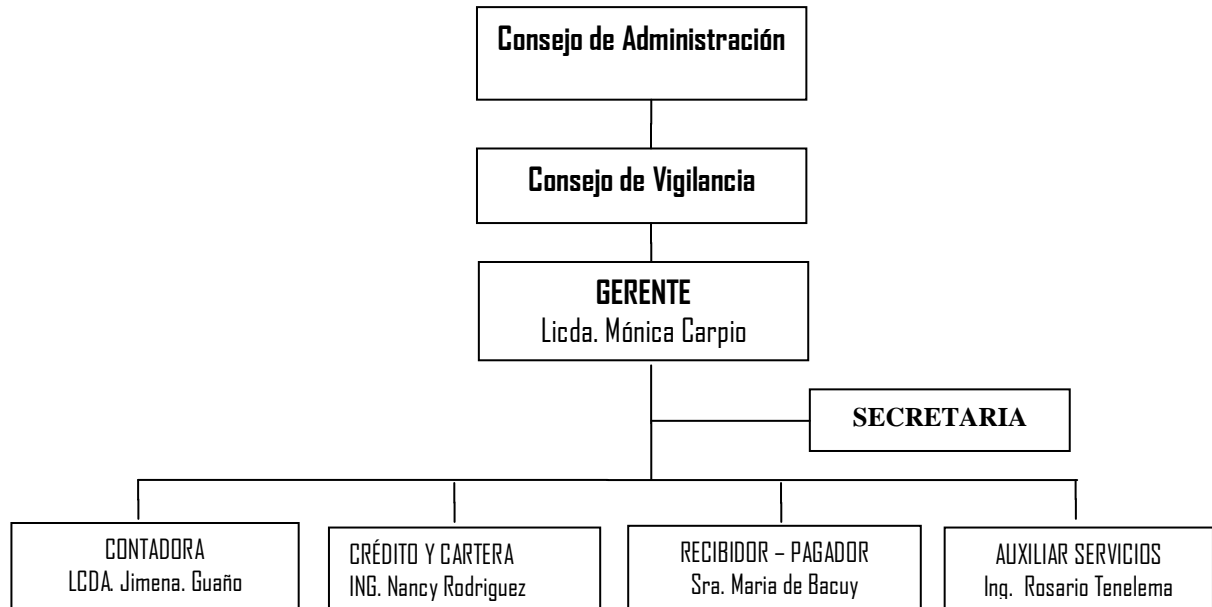 Consejo de Administración
Consejo de Vigilancia
GERENTE
Licda. Mónica Carpio
SECRETARIA
CONTADORA
LCDA. Jimena. Guaño
CRÉDITO Y CARTERA
ING. Nancy Rodriguez
RECIBIDOR – PAGADOR
Sra. Maria de Bacuy
AUXILIAR SERVICIOS
Ing. Rosario Tenelema